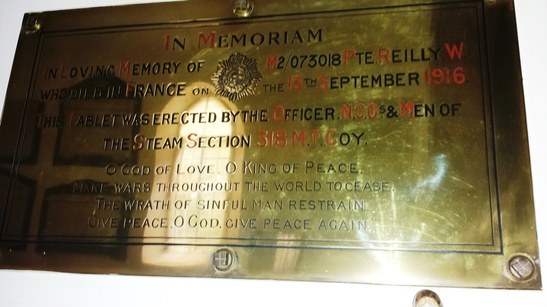 IN MEMORIAM
IN LOVING MEMORY OF M2/073018 PTE. REILLY. W
WHO DIED IN FRANCE ON THE 13TH SEPTEMBER 1916
THIS TABLET WAS ERECTED BY THE OFFICER. N.C.O'S & MEN OF
THE STEAM SECTION 318 M.T. COY.
O GOD OF LOVE, O KING OF PEACE,
MAKE WARS THROUGHOUT THE WORLD TO CEASE,
THE WRATH OF SINFUL MAN RESTRAIN,
GIVE PEACE, O GOD, GIVE PEACE AGAIN.